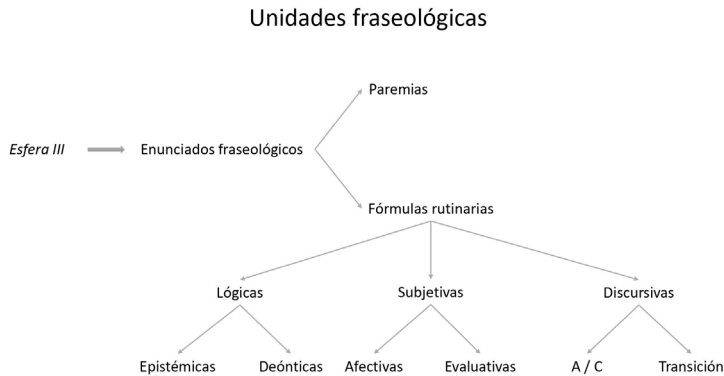 Unidades fraseológicas
Paremias
Esfera III
Enunciados fraseológicos
Fórmulas rutinarias
Lógicas
Subjetivas
Discursivas
Epistémicas
Deónticas
Afectivas
Evaluativas
A / C
Transición